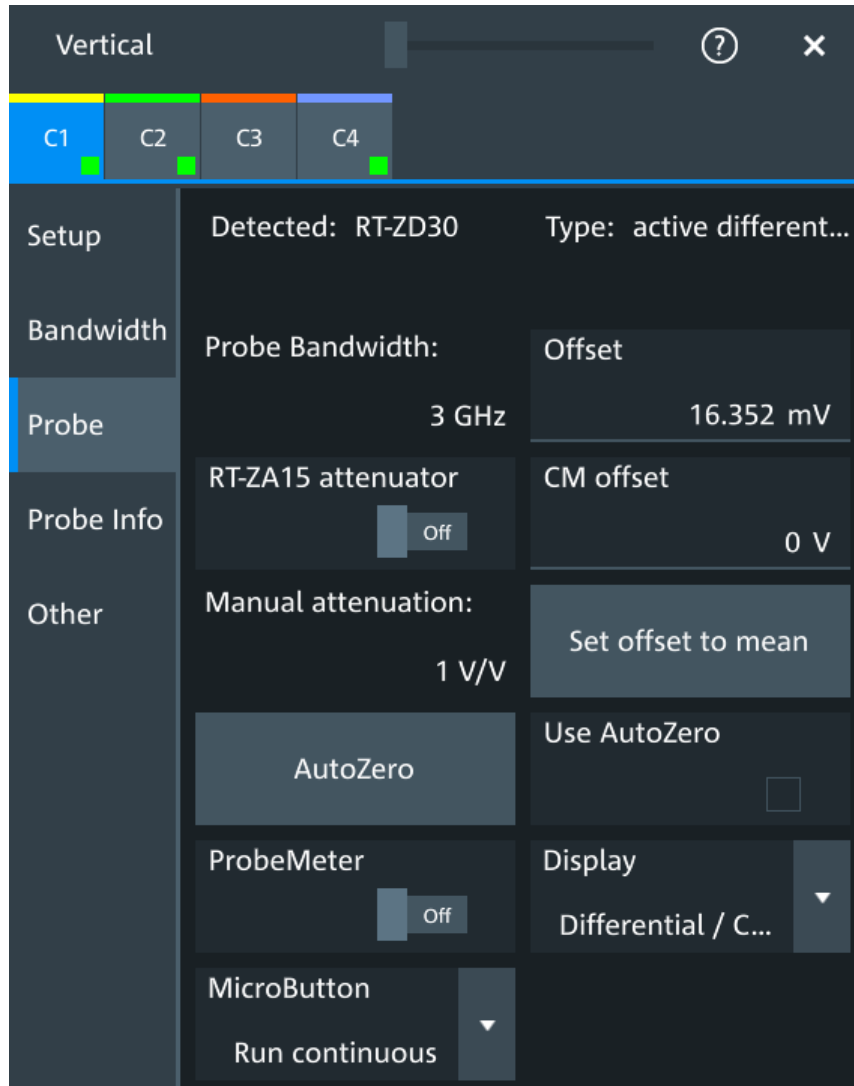 Vertical
?
C1 C2 C3 C4
Setup
Bandwidth
Probe
Probe Info
Other
Detected: RT-ZD30 Type: active different...
Probe Bandwidth:
3 GHz
Offset
16.352 mV
RT-ZA15 attenuator
Off
CM offset
0 V
Manual attenuation:
1 V/V
Set offset to mean
AutoZero
Use AutoZero
ProbeMeter
Off
Display
Differential / C...
MicroButton
Run continuous